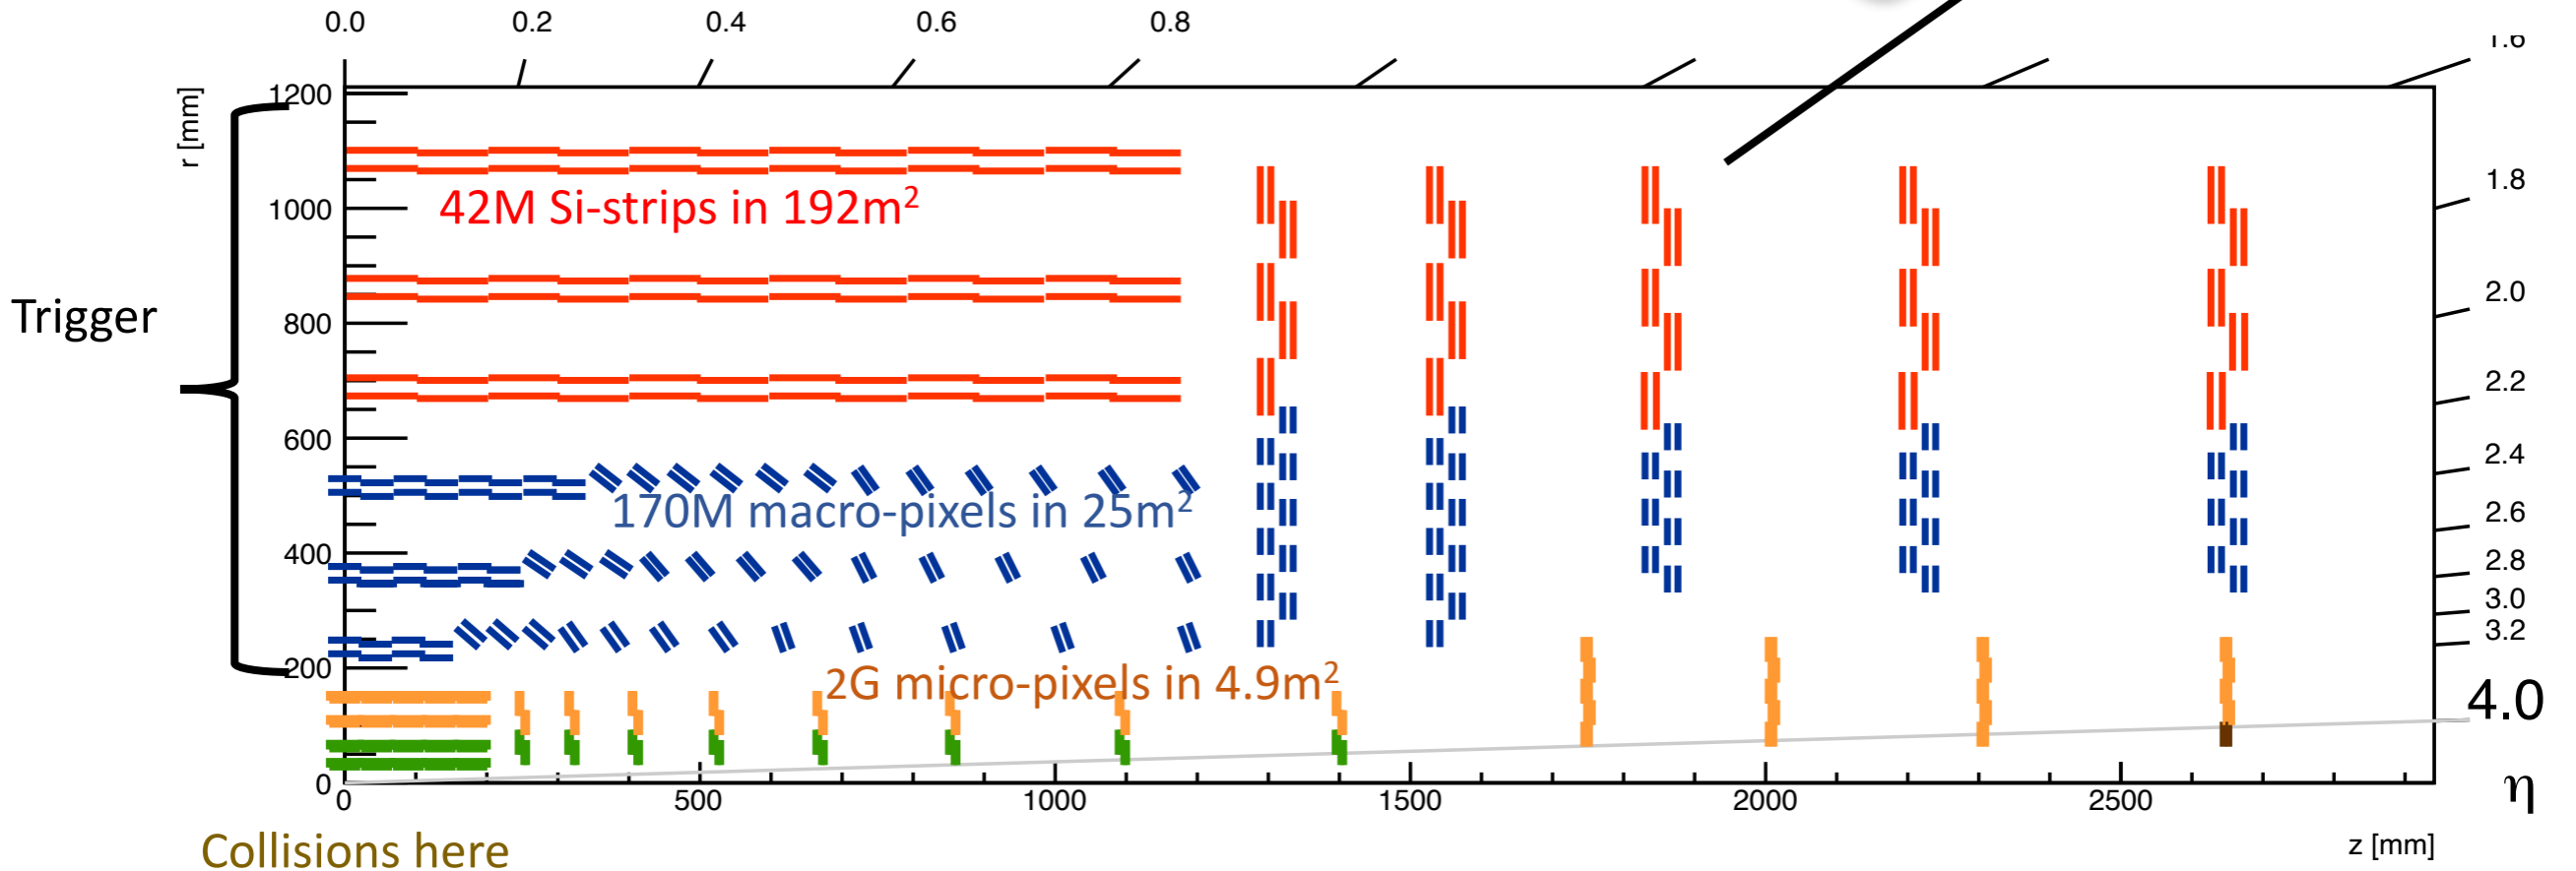 0.0 0.2 0.4 0.6 0.8
1.6
1200
r [mm]
42M Si-strips in 192m²
1000
1.8
Trigger
800
2.0
2.2
600
2.4
170M macro-pixels in 25m²
2.6
400
2.8
3.0
3.2
200
2G micro-pixels in 4.9m²
4.0
0
0 500 1000 1500 2000 2500
η
Collisions here
z [mm]